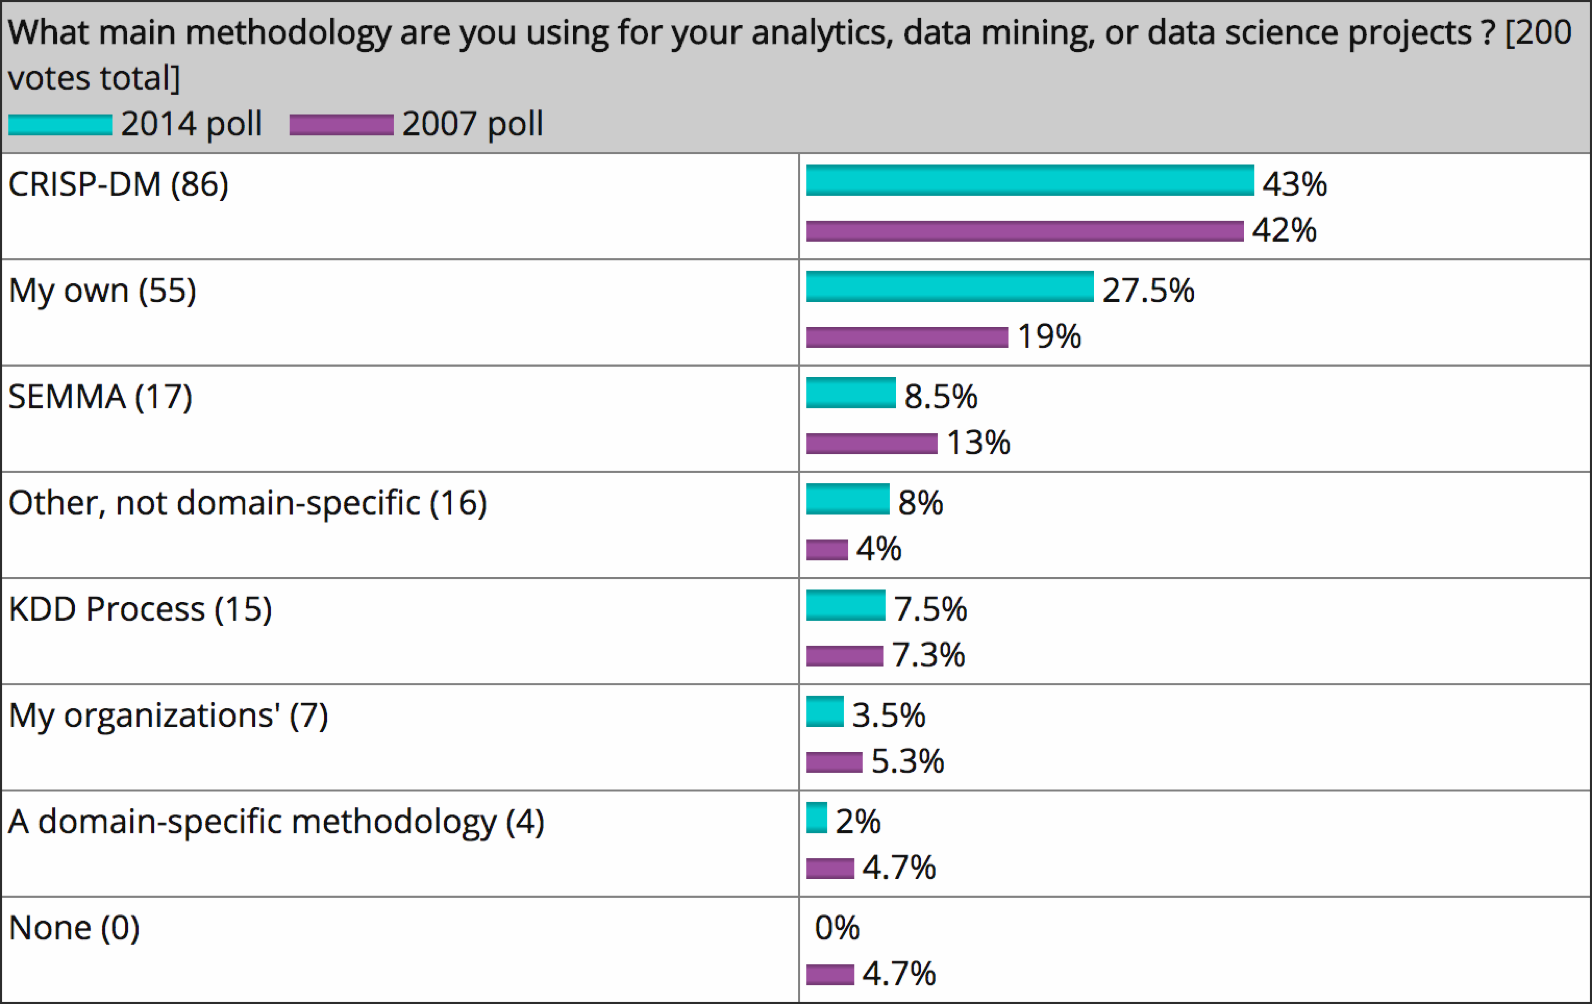 What main methodology are you using for your analytics, data mining, or data science projects ? [200
votes total]
2014 poll 2007 poll
CRISP-DM (86) 43%
42%
My own (55) 27.5%
19%
SEMMA (17) 8.5%
13%
Other, not domain-specific (16) 8%
4%
KDD Process (15) 7.5%
7.3%
My organizations' (7) 3.5%
5.3%
A domain-specific methodology (4) 2%
4.7%
None (0) 0%
4.7%